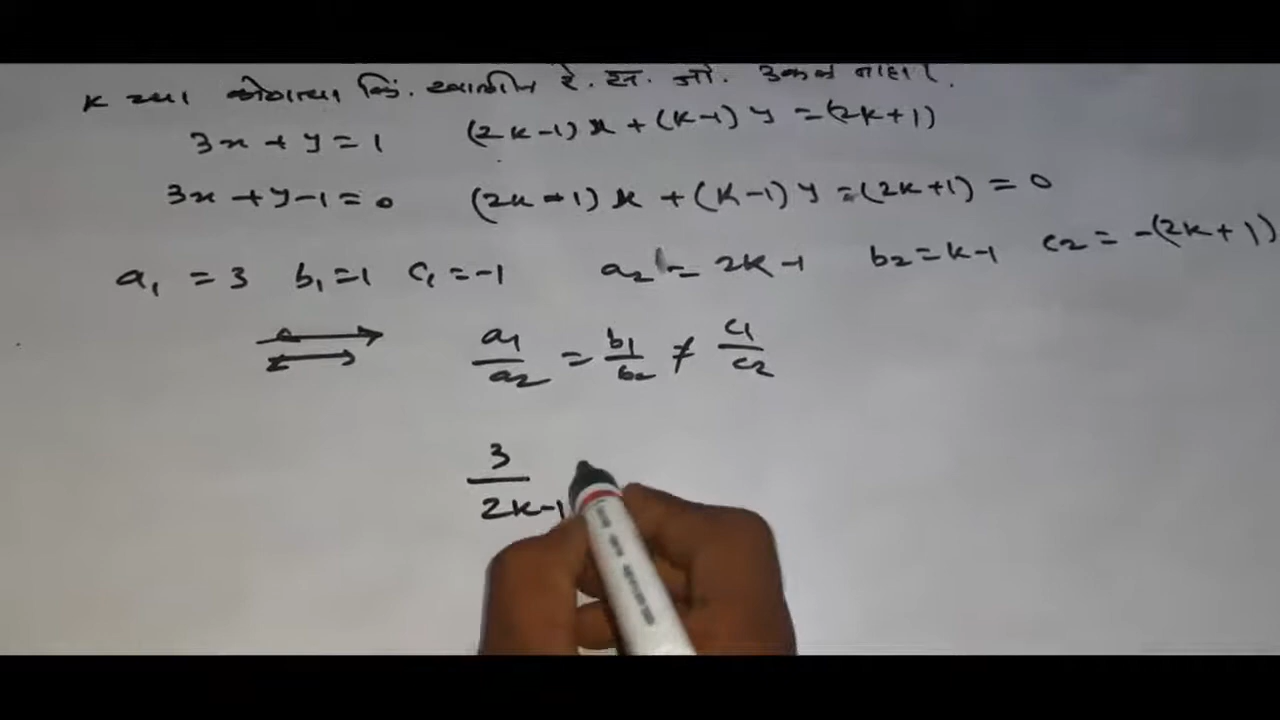 K च्या कोणत्या किं. खालील रे. स. जो. उकल नाही.
3x + y = 1 (2k-1) x + (k-1) y = (2k+1)
3x + y - 1 = 0 (2k-1) x + (k-1) y = (2k+1) = 0
a₁ = 3 b₁ = 1 c₁ = -1 a₂ = 2k-1 b₂ = k-1 c₂ = -(2k+1)
a₁/a₂ = b₁/b₂ ≠ c₁/c₂
3/2k-1